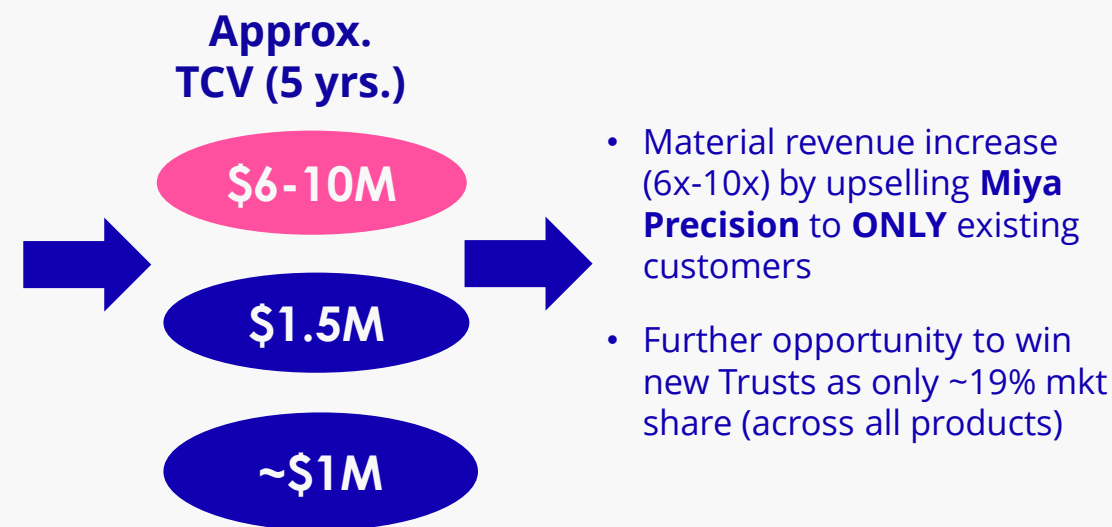 Approx.
TCV (5 yrs.)
$6-10M
$1.5M
~$1M
• Material revenue increase
(6x-10x) by upselling Miya
Precision to ONLY existing
customers
• Further opportunity to win
new Trusts as only ~19% mkt
share (across all products)